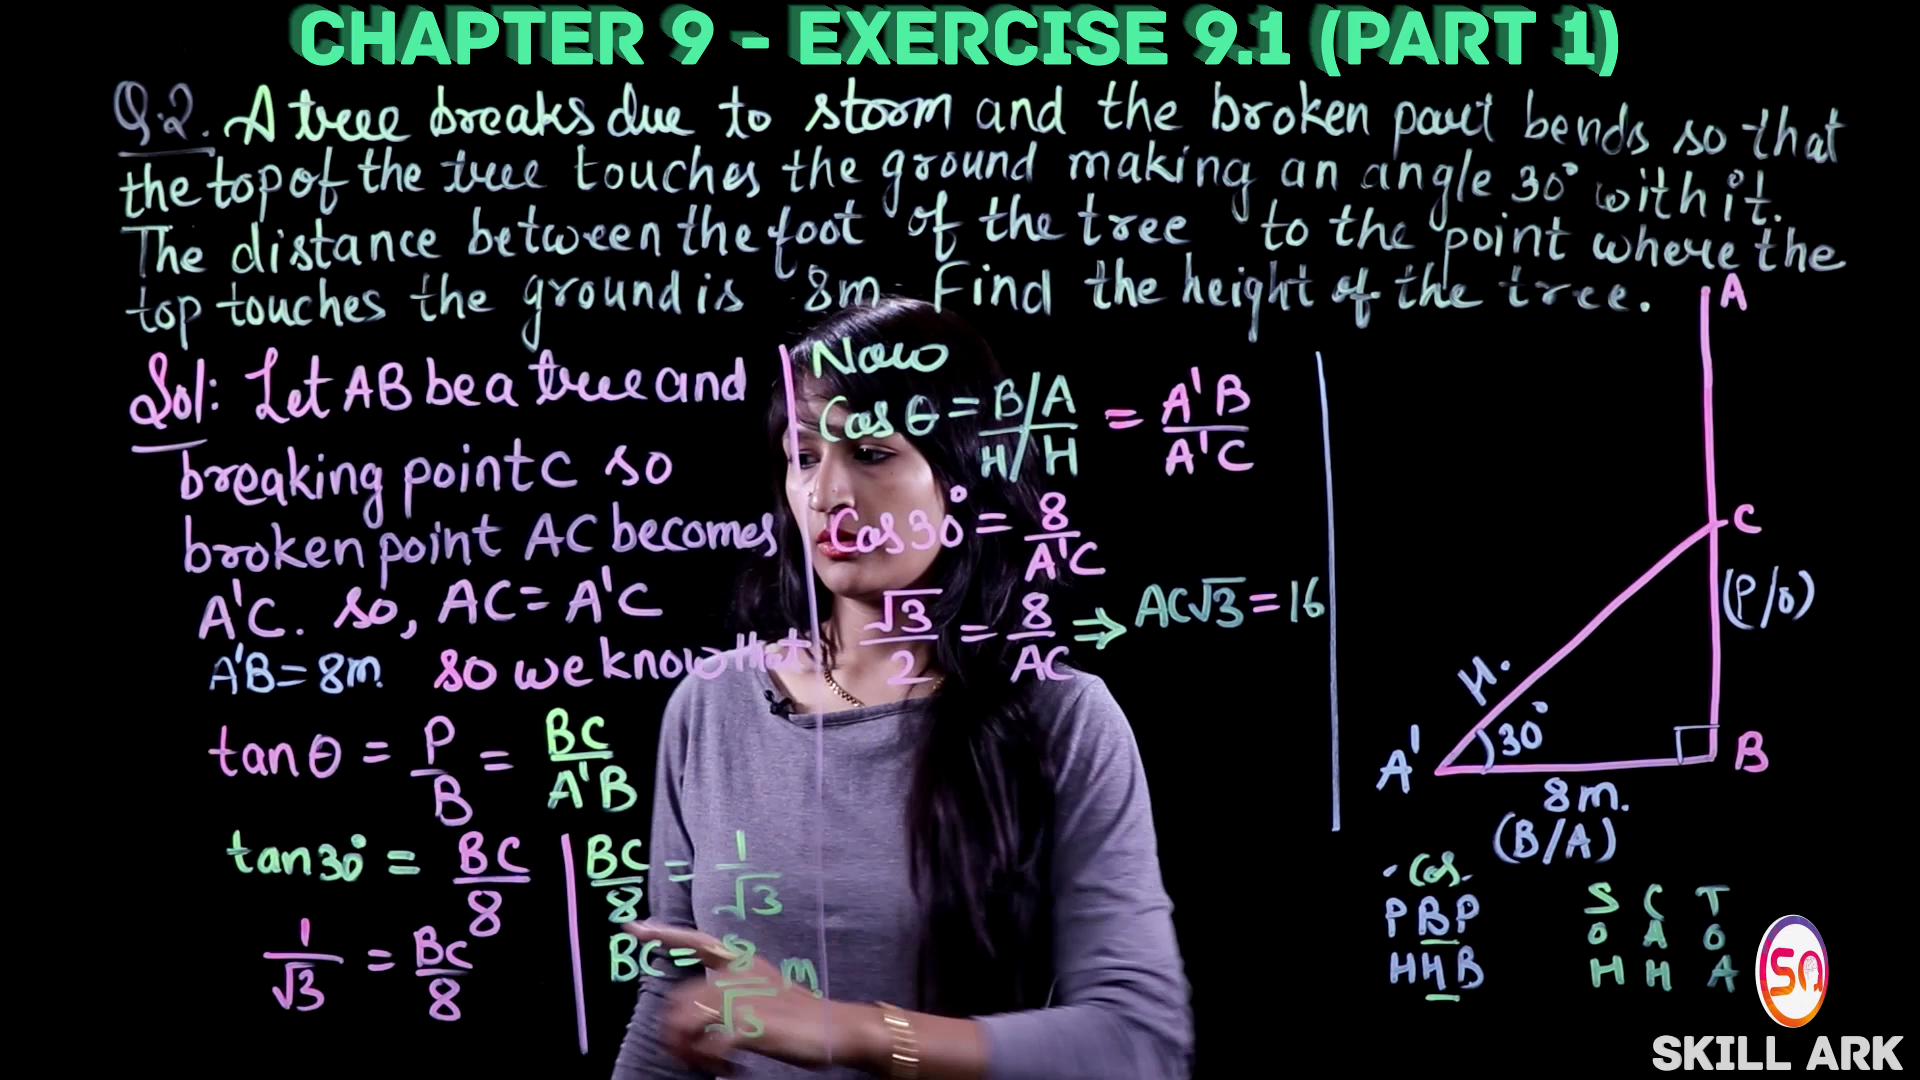 CHAPTER 9 - EXERCISE 9.1 (PART 1)
Q.2. A tree breaks due to storm and the broken part bends so that
the top of the tree touches the ground making an angle 30° with it.
The distance between the foot of the tree to the point where the
top touches the ground is 8m. Find the height of the tree.
Sol: Let AB be a tree and
breaking point C so
broken point AC becomes
A'C. so, AC = A'C
A'B = 8m. so we know that
tan θ = P/B = BC/A'B
tan 30° = BC/8
1/√3 = BC/8
BC/8 = 1/√3
BC = 8/√3 m.
Now
Cos θ = B/H / A/H = A'B/A'C
Cos 30° = 8/A'C
√3/2 = 8/AC ⇒ AC√3 = 16
A
C
(P/O)
H.
30°
A'
B
8m.
(B/A)
Cos
P B P
H H B
S C T
O A O
H H A
SA
SKILL ARK